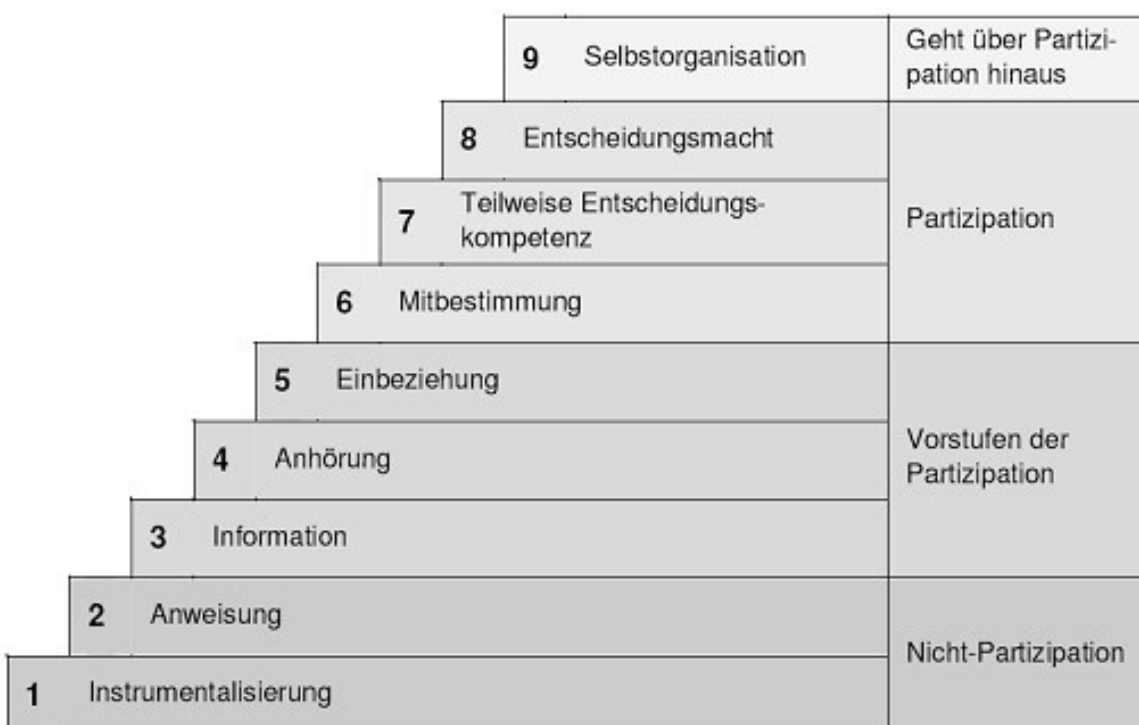 9 Selbstorganisation
Geht über Partizi-
pation hinaus
8 Entscheidungsmacht
7 Teilweise Entscheidungs-
kompetenz
6 Mitbestimmung
Partizipation
5 Einbeziehung
4 Anhörung
3 Information
Vorstufen der
Partizipation
2 Anweisung
1 Instrumentalisierung
Nicht-Partizipation